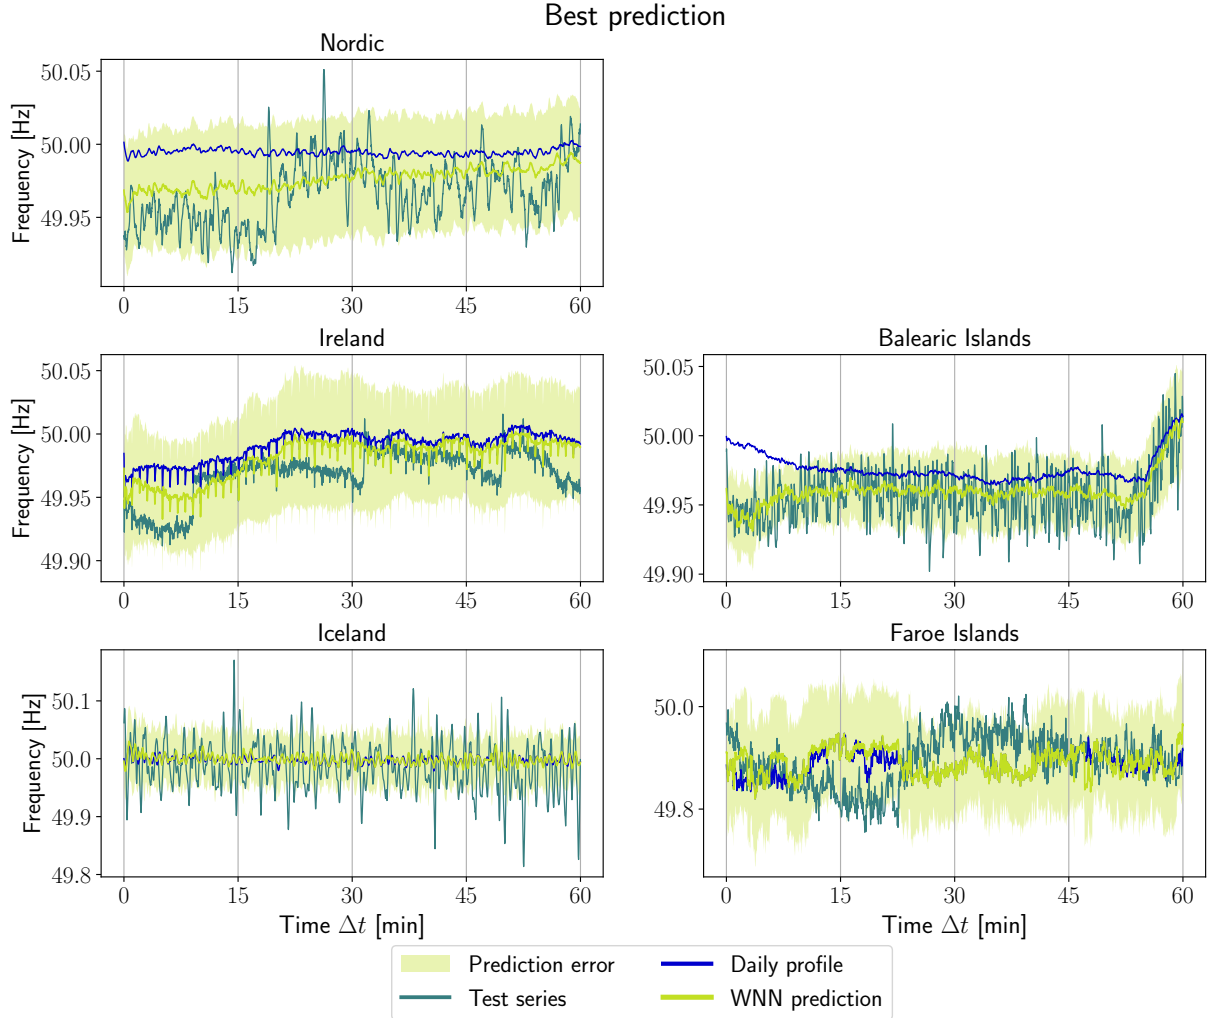 Best prediction
Nordic
Frequency [Hz]
50.05
50.00
49.95
0 15 30 45 60
Ireland
Frequency [Hz]
50.05
50.00
49.95
49.90
0 15 30 45 60
Balearic Islands
50.05
50.00
49.95
49.90
0 15 30 45 60
Iceland
Frequency [Hz]
50.1
50.0
49.9
49.8
0 15 30 45 60
Time Δt [min]
Faroe Islands
50.0
49.8
0 15 30 45 60
Time Δt [min]
Prediction error
Test series
Daily profile
WNN prediction